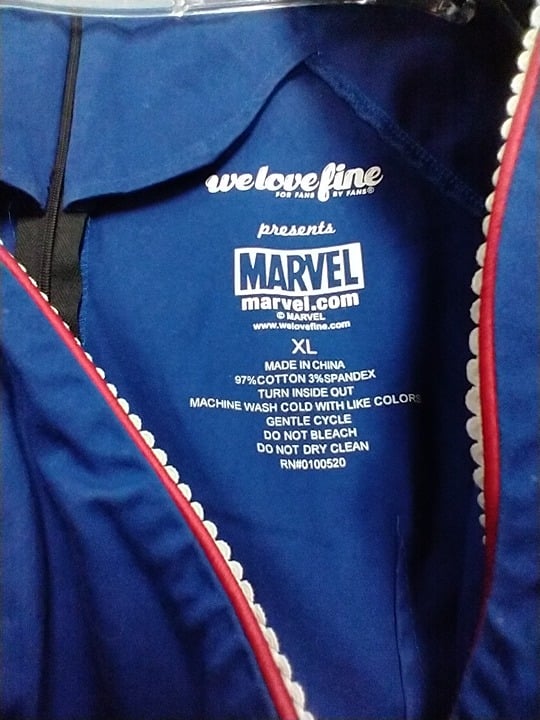 welovefine
FOR FANS BY FANS®
presents
MARVEL
marvel.com
© MARVEL
www.welovefine.com
XL
MADE IN CHINA
97%COTTON 3%SPANDEX
TURN INSIDE OUT
MACHINE WASH COLD WITH LIKE COLORS
GENTLE CYCLE
DO NOT BLEACH
DO NOT DRY CLEAN
RN#0100520